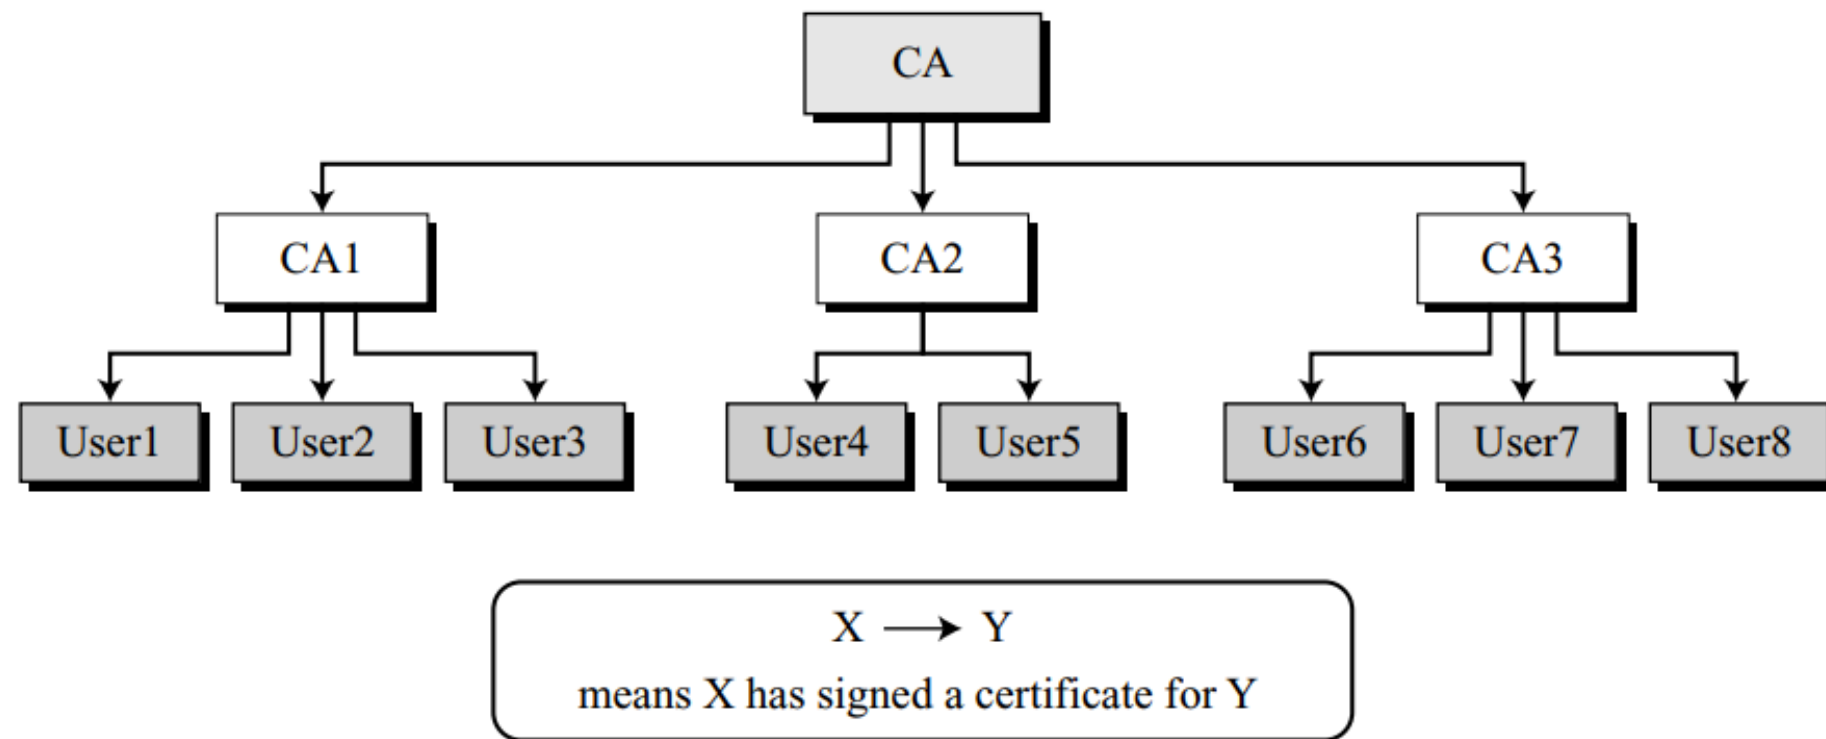 CA
CA1 CA2 CA3
User1 User2 User3 User4 User5 User6 User7 User8
X → Y
means X has signed a certificate for Y